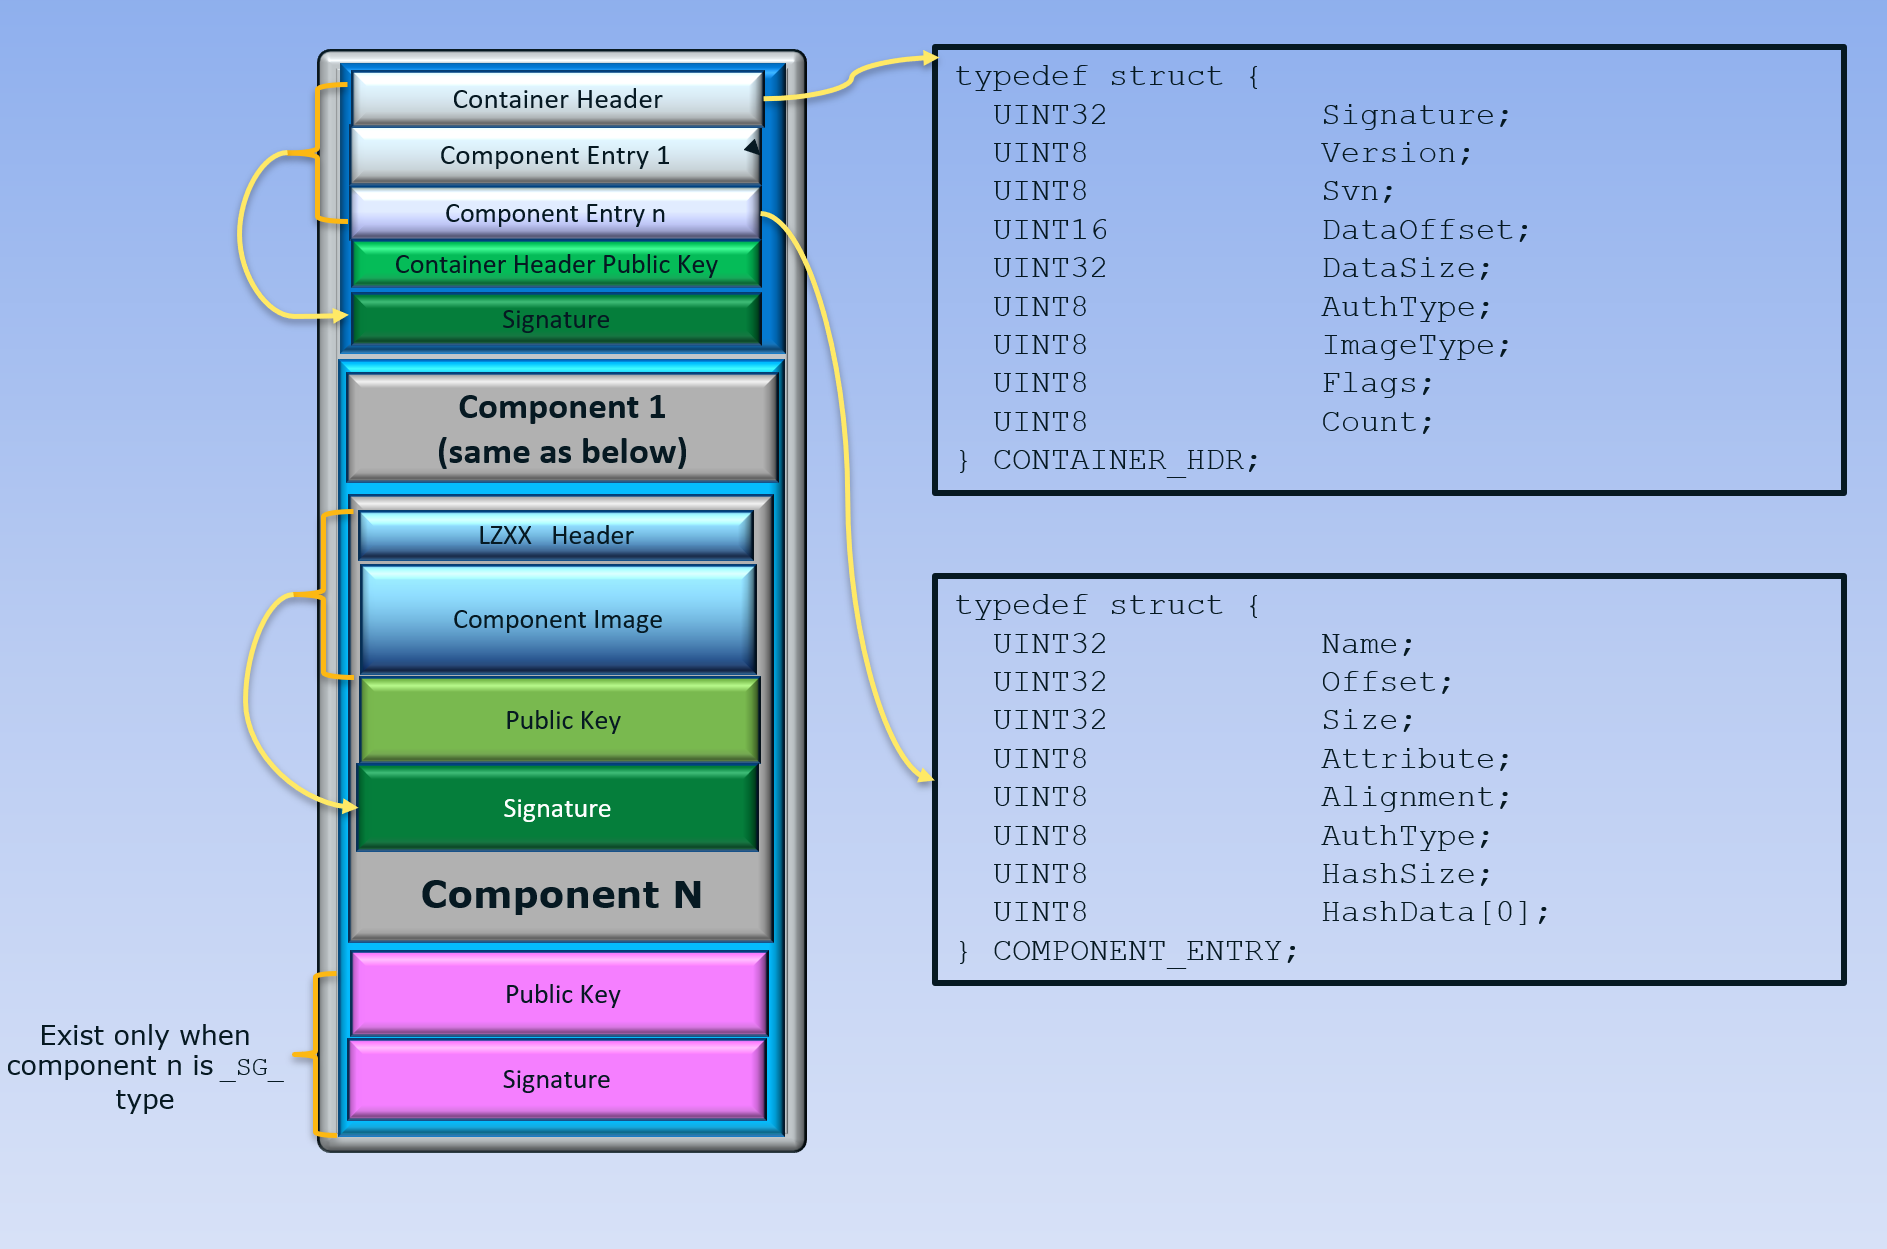 Container Header
Component Entry 1
Component Entry n
Container Header Public Key
Signature
Component 1
(same as below)
LZXX   Header
Component Image
Public Key
Signature
Component N
Public Key
Signature
Exist only when
component n is _SG_
type
typedef struct {
  UINT32           Signature;
  UINT8            Version;
  UINT8            Svn;
  UINT16           DataOffset;
  UINT32           DataSize;
  UINT8            AuthType;
  UINT8            ImageType;
  UINT8            Flags;
  UINT8            Count;
} CONTAINER_HDR;
typedef struct {
  UINT32           Name;
  UINT32           Offset;
  UINT32           Size;
  UINT8            Attribute;
  UINT8            Alignment;
  UINT8            AuthType;
  UINT8            HashSize;
  UINT8            HashData[0];
} COMPONENT_ENTRY;